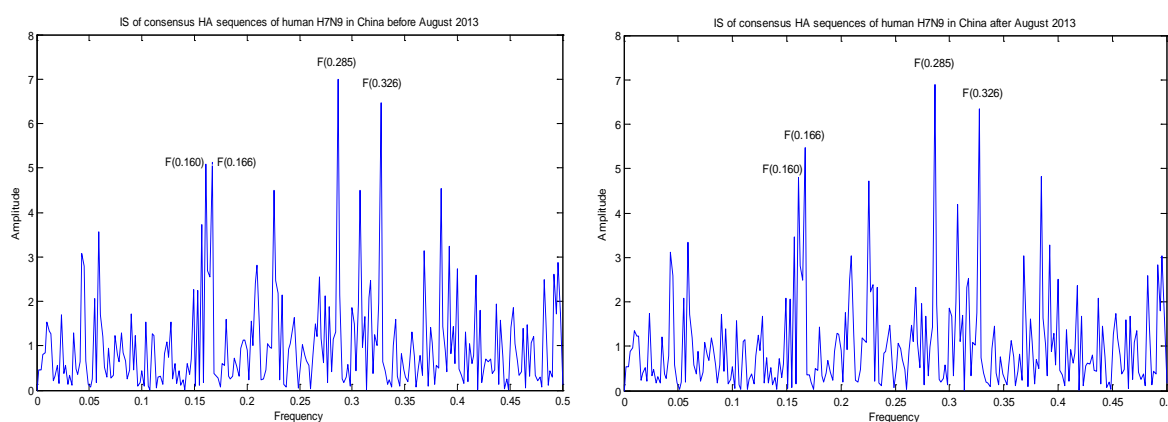 IS of consensus HA sequences of human H7N9 in China before August 2013
8
7
6
5
4
3
2
1
0
Amplitude
F(0.285)
F(0.326)
F(0.160)
F(0.166)
0 0.05 0.1 0.15 0.2 0.25 0.3 0.35 0.4 0.45 0.5
Frequency
IS of consensus HA sequences of human H7N9 in China after August 2013
8
7
6
5
4
3
2
1
0
Amplitude
F(0.285)
F(0.326)
F(0.166)
F(0.160)
0 0.05 0.1 0.15 0.2 0.25 0.3 0.35 0.4 0.45 0.5
Frequency